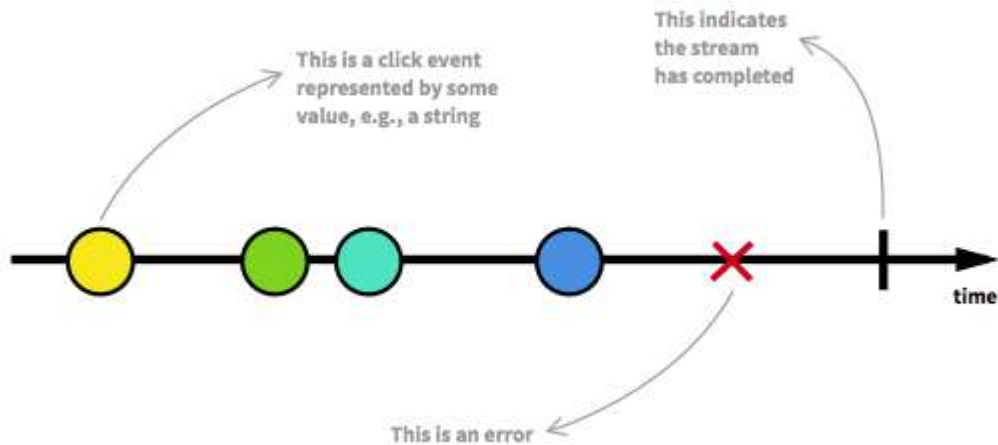 This is a click event
represented by some
value, e.g., a string
This indicates
the stream
has completed
time
This is an error